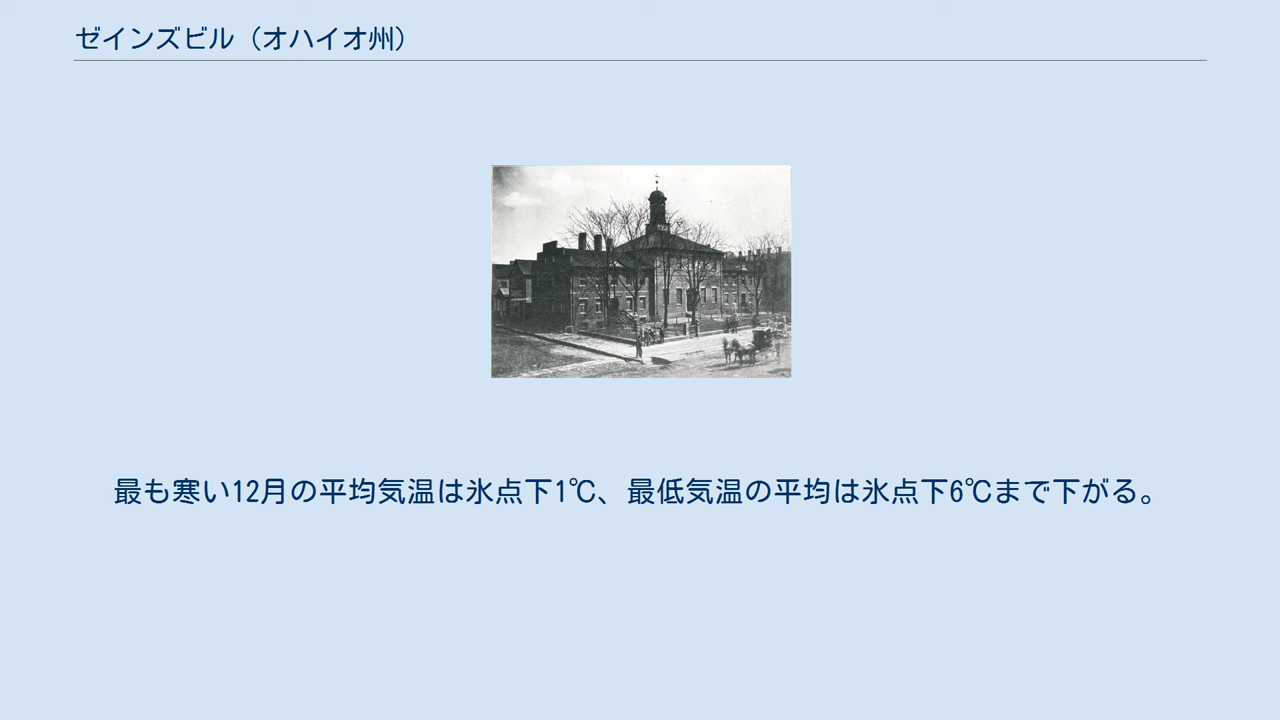 ゼインズビル（オハイオ州）
最も寒い12月の平均気温は氷点下1℃、最低気温の平均は氷点下6℃まで下がる。